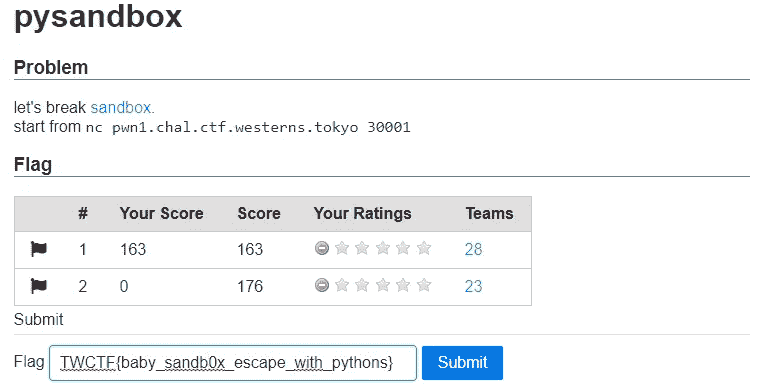 pysandbox
Problem
let's break sandbox.
start from nc pwn1.chal.ctf.westerns.tokyo 30001
Flag
# Your Score Score Your Ratings Teams
1 163 163 28
2 0 176 23
Submit
Flag TWCTF{baby_sandb0x_escape_with_pythons} Submit